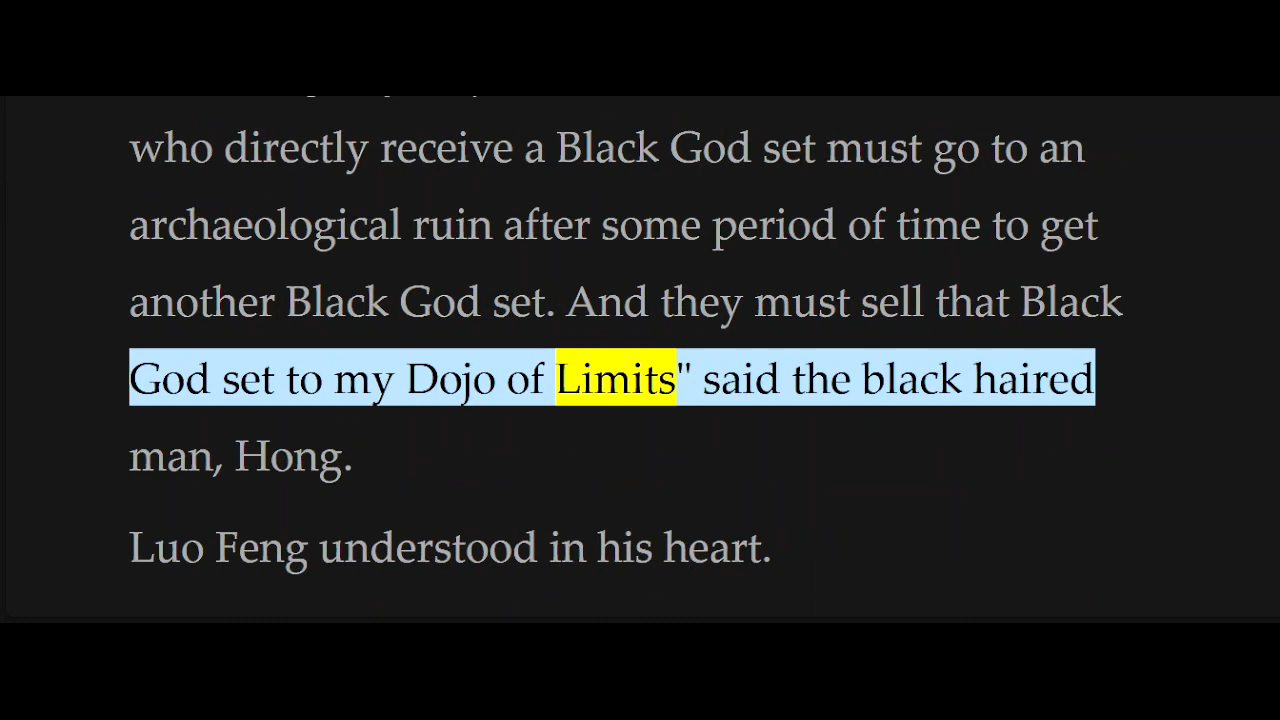 who directly receive a Black God set must go to an
archaeological ruin after some period of time to get
another Black God set. And they must sell that Black
God set to my Dojo of Limits" said the black haired
man, Hong.
Luo Feng understood in his heart.